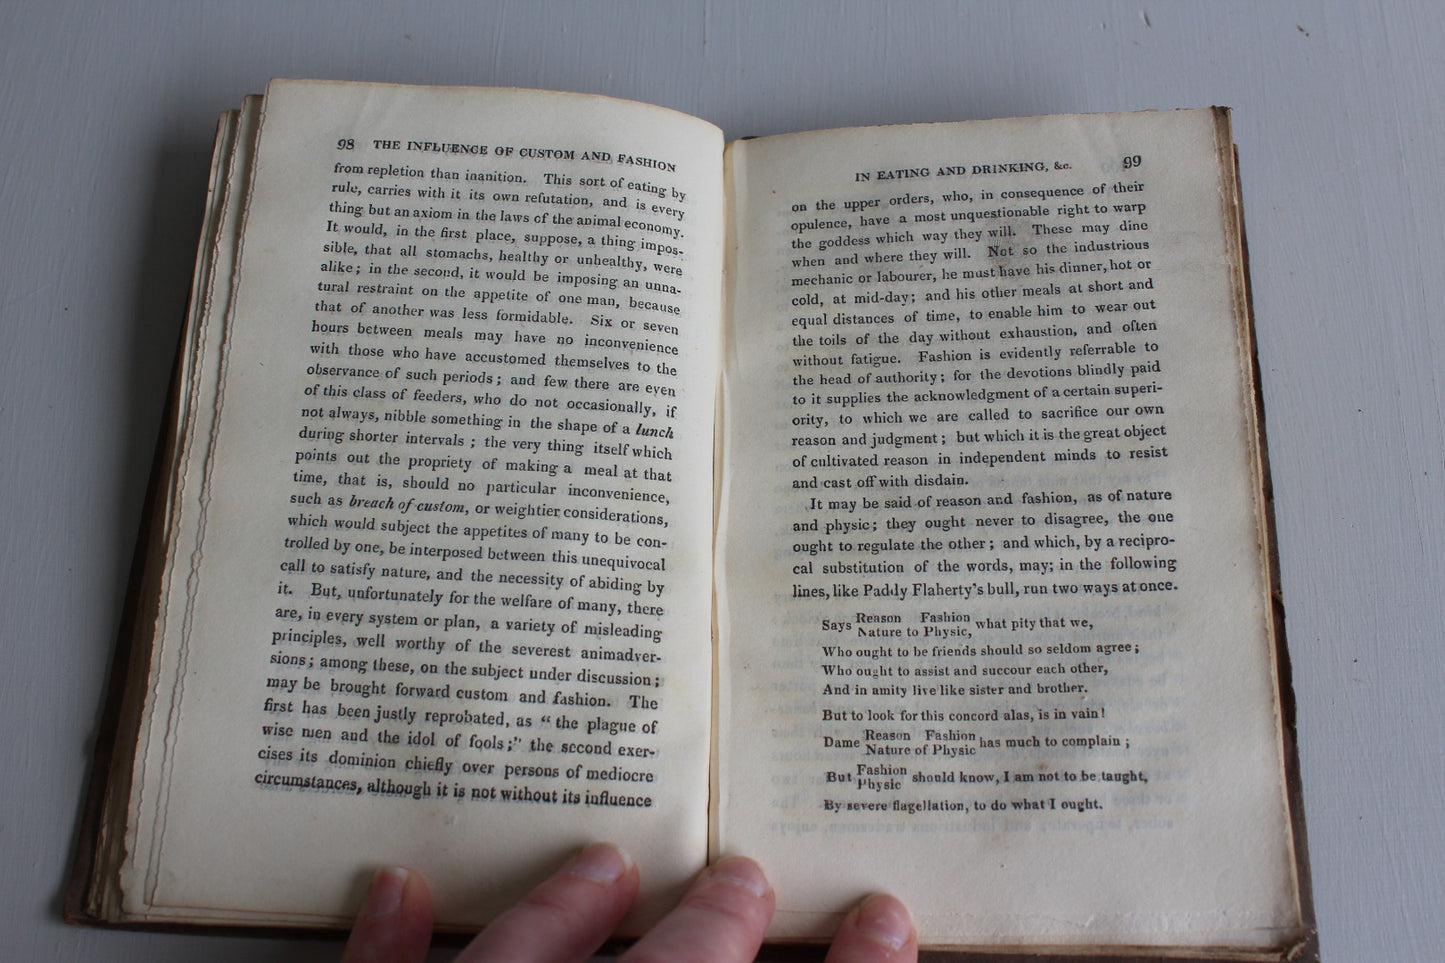 98 THE INFLUENCE OF CUSTOM AND FASHION
from repletion than inanition. This sort of eating by
rule, carries with it its own refutation, and is every
thing but an axiom in the laws of the animal economy.
It would, in the first place, suppose, a thing impos-
sible, that all stomachs, healthy or unhealthy, were
alike; in the second, it would be imposing an unna-
tural restraint on the appetite of one man, because
that of another was less formidable. Six or seven
hours between meals may have no inconvenience
with those who have accustomed themselves to the
observance of such periods; and few there are even
of this class of feeders, who do not occasionally, if
not always, nibble something in the shape of a lunch
during shorter intervals; the very thing itself which
points out the propriety of making a meal at that
time, that is, should no particular inconvenience,
such as breach of custom, or weightier considerations,
which would subject the appetites of many to be con-
trolled by one, be interposed between this unequivocal
call to satisfy nature, and the necessity of abiding by
it. But, unfortunately for the welfare of many, there
are, in every system or plan, a variety of misleading
principles, well worthy of the severest animadver-
sions; among these, on the subject under discussion;
may be brought forward custom and fashion. The
first has been justly reprobated, as "the plague of
wise men and the idol of fools;" the second exer-
cises its dominion chiefly over persons of mediocre
circumstances, although it is not without its influence
IN EATING AND DRINKING, &c. 99
on the upper orders, who, in consequence of their
opulence, have a most unquestionable right to warp
the goddess which way they will. These may dine
when and where they will. Not so the industrious
mechanic or labourer, he must have his dinner, hot or
cold, at mid-day; and his other meals at short and
equal distances of time, to enable him to wear out
the toils of the day without exhaustion, and often
without fatigue. Fashion is evidently referrable to
the head of authority; for the devotions blindly paid
to it supplies the acknowledgment of a certain superi-
ority, to which we are called to sacrifice our own
reason and judgment; but which it is the great object
of cultivated reason in independent minds to resist
and cast off with disdain.
It may be said of reason and fashion, as of nature
and physic; they ought never to disagree, the one
ought to regulate the other; and which, by a recipro-
cal substitution of the words, may; in the following
lines, like Paddy Flaherty's bull, run two ways at once.
Reason Fashion
Says Nature to Physic, what pity that we,
Who ought to be friends should so seldom agree;
Who ought to assist and succour each other,
And in amity live like sister and brother.
But to look for this concord alas, is in vain!
Reason Fashion
Dame Nature of Physic has much to complain;
Fashion
But Physic should know, I am not to be taught,
By severe flagellation, to do what I ought.